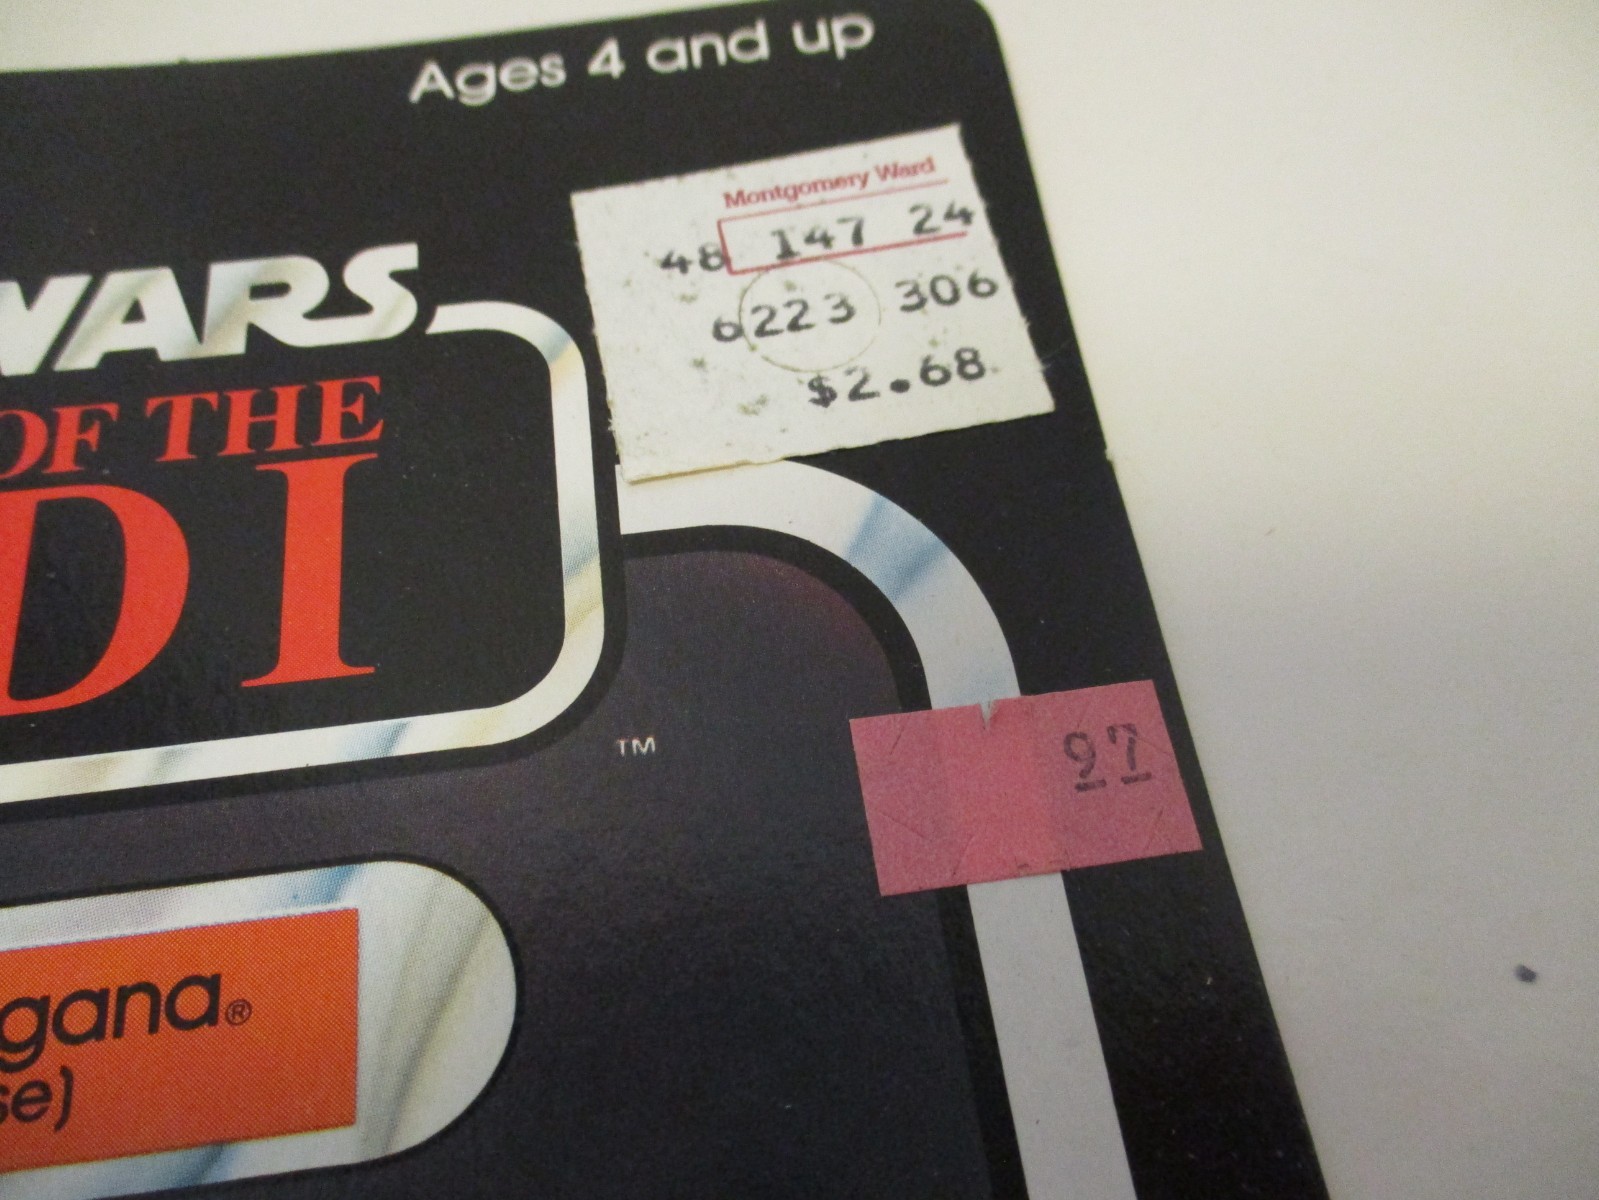 Ages 4 and up
Montgomery Ward
48 147 24
6223 306
$2.68
WARS
OF THE
DI
TM
97
gana®
se)